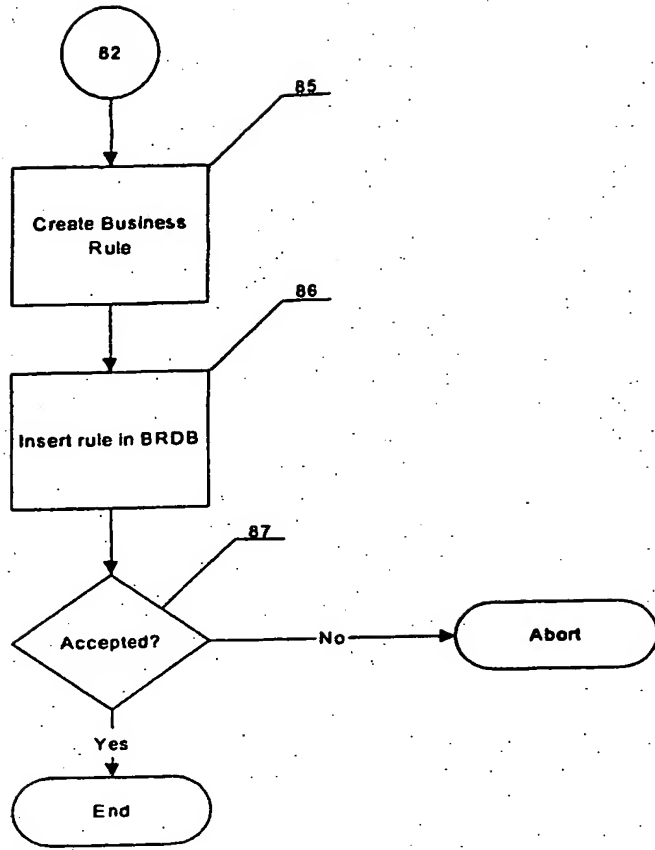 82
85
Create Business
Rule
86
Insert rule in BRDB
87
Accepted?
No
Abort
Yes
End